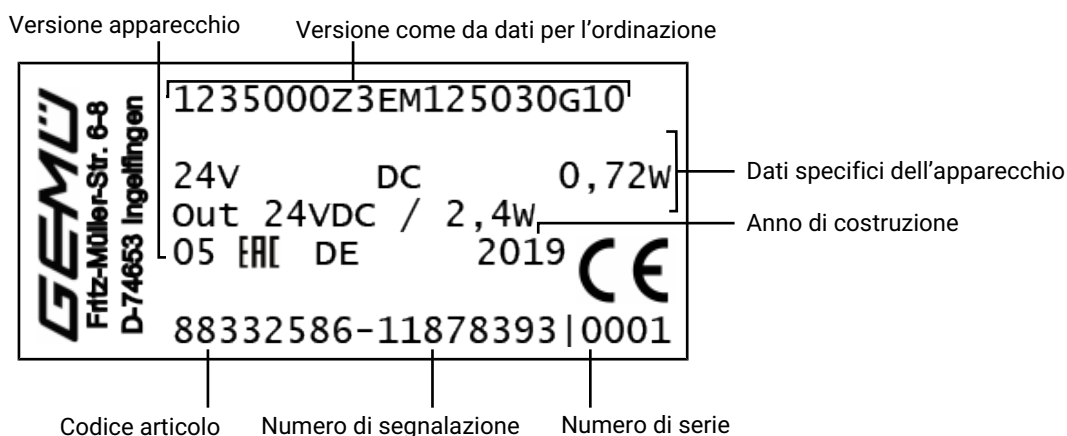 Versione apparecchio
Versione come da dati per l'ordinazione
GEMÜ
Fritz-Müller-Str. 6-8
D-74653 Ingelfingen
1235000Z3EM125030G10
24V DC 0,72W
Out 24VDC / 2,4W
05 EAC DE 2019 CE
88332586-11878393|0001
Dati specifici dell'apparecchio
Anno di costruzione
Codice articolo
Numero di segnalazione
Numero di serie